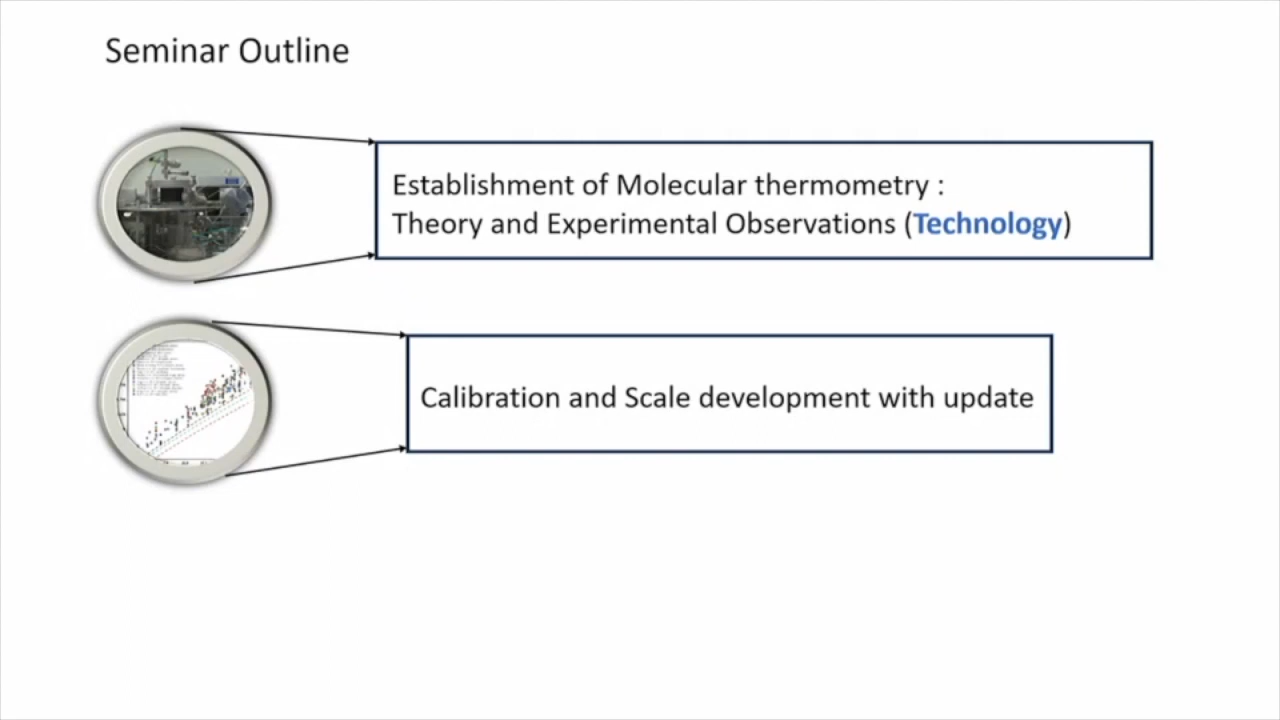 Seminar Outline
Establishment of Molecular thermometry :
Theory and Experimental Observations (Technology)
Calibration and Scale development with update